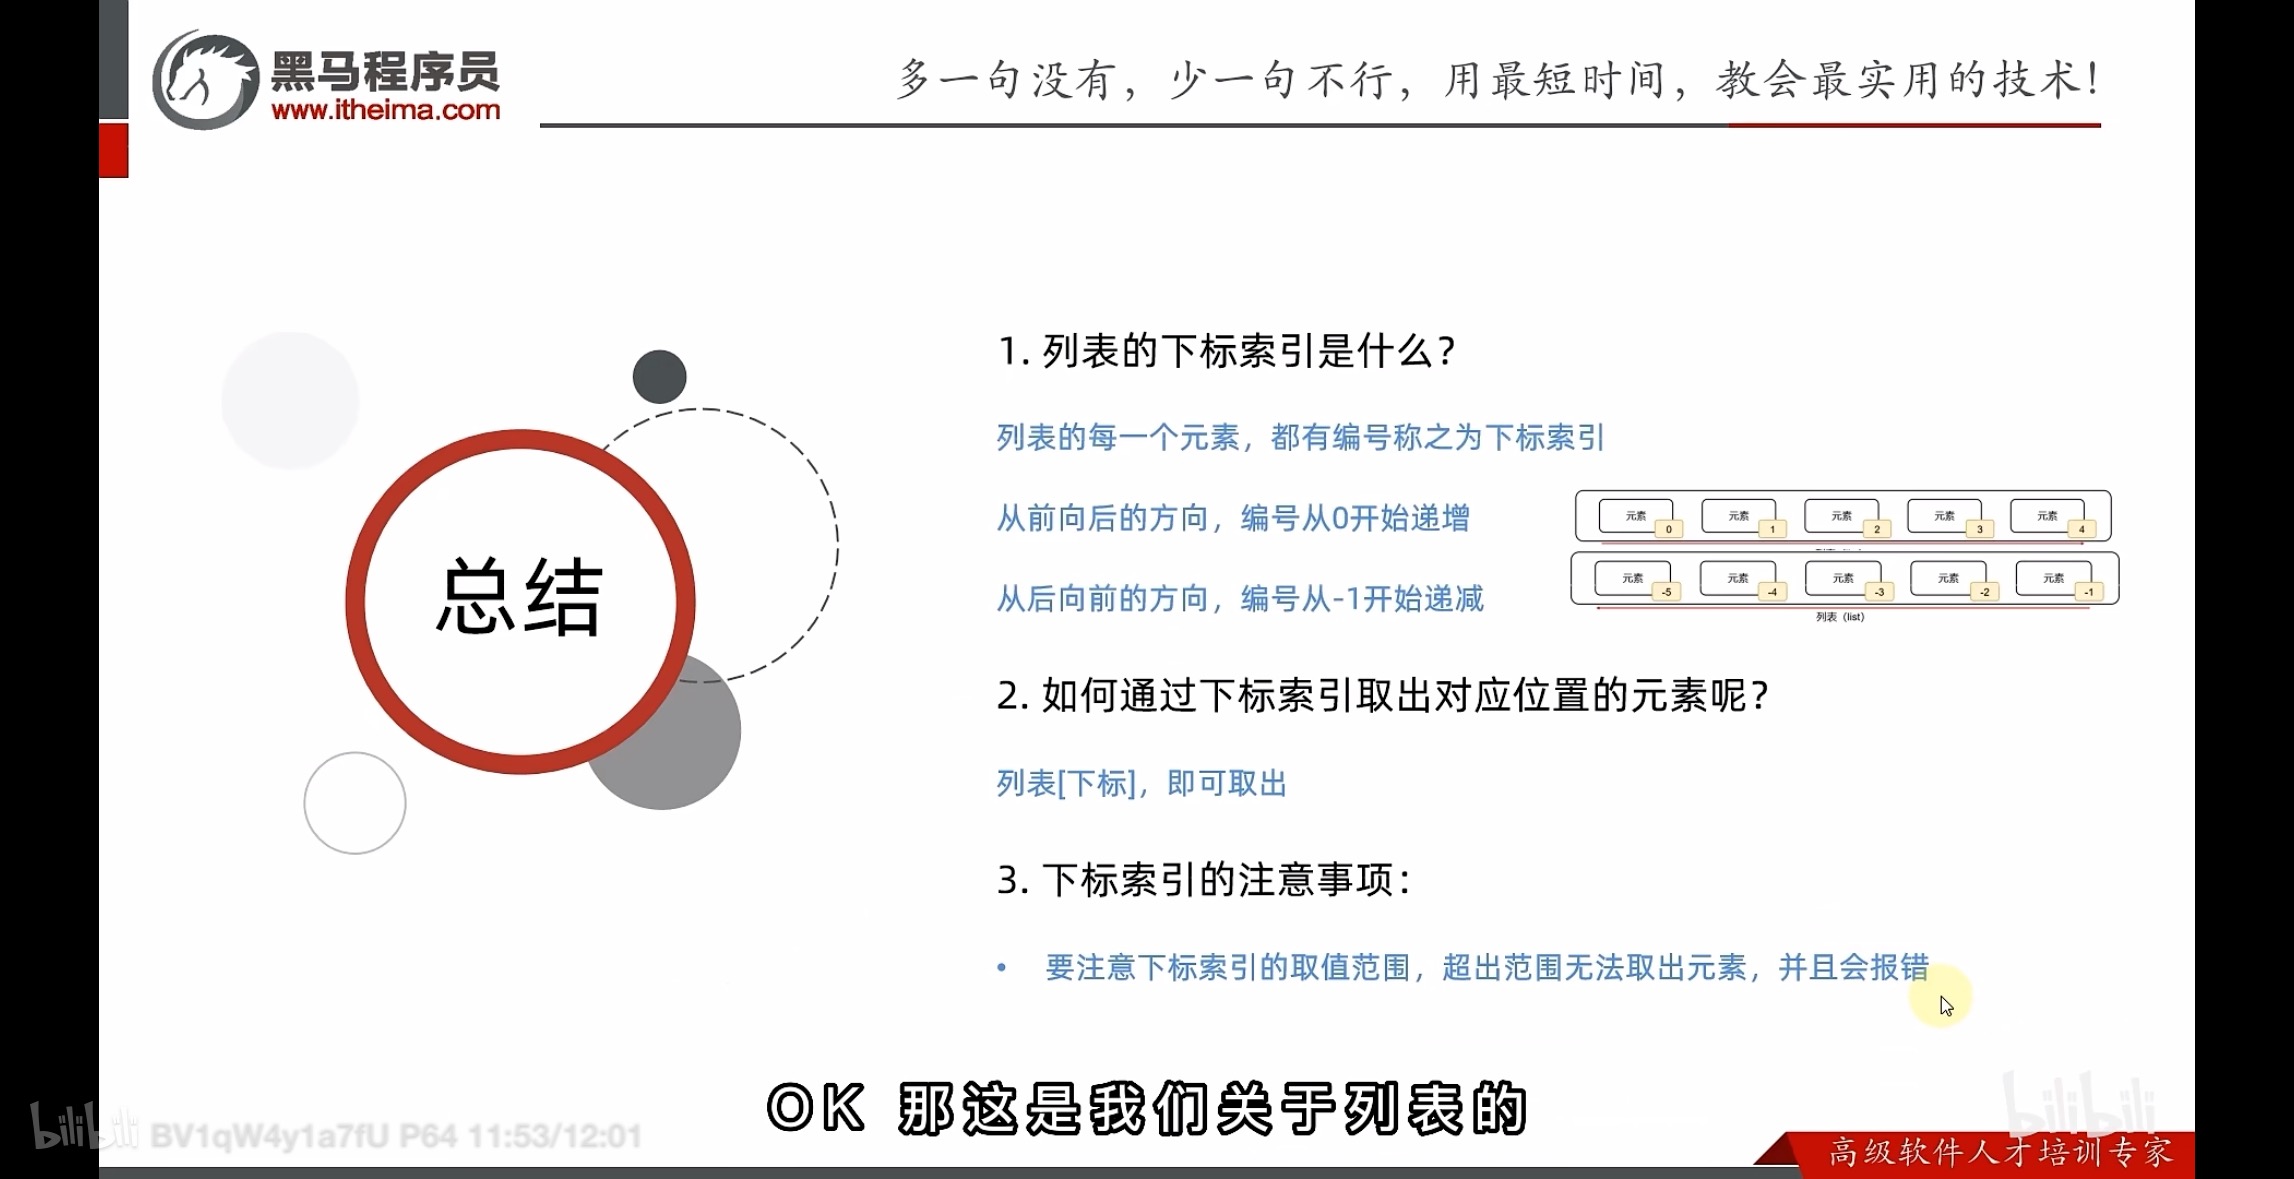 黑马程序员
www.itheima.com
多一句没有，少一句不行，用最短时间，教会最实用的技术！
总结
1. 列表的下标索引是什么？
列表的每一个元素，都有编号称之为下标索引
从前向后的方向，编号从0开始递增
从后向前的方向，编号从-1开始递减
元素 0 元素 1 元素 2 元素 3 元素 4
元素 -5 元素 -4 元素 -3 元素 -2 元素 -1
列表（list）
2. 如何通过下标索引取出对应位置的元素呢？
列表[下标]，即可取出
3. 下标索引的注意事项：
• 要注意下标索引的取值范围，超出范围无法取出元素，并且会报错
OK 那这是我们关于列表的
bilibili BV1qW4y1a7fU P64 11:53/12:01
bilibili
高级软件人才培训专家